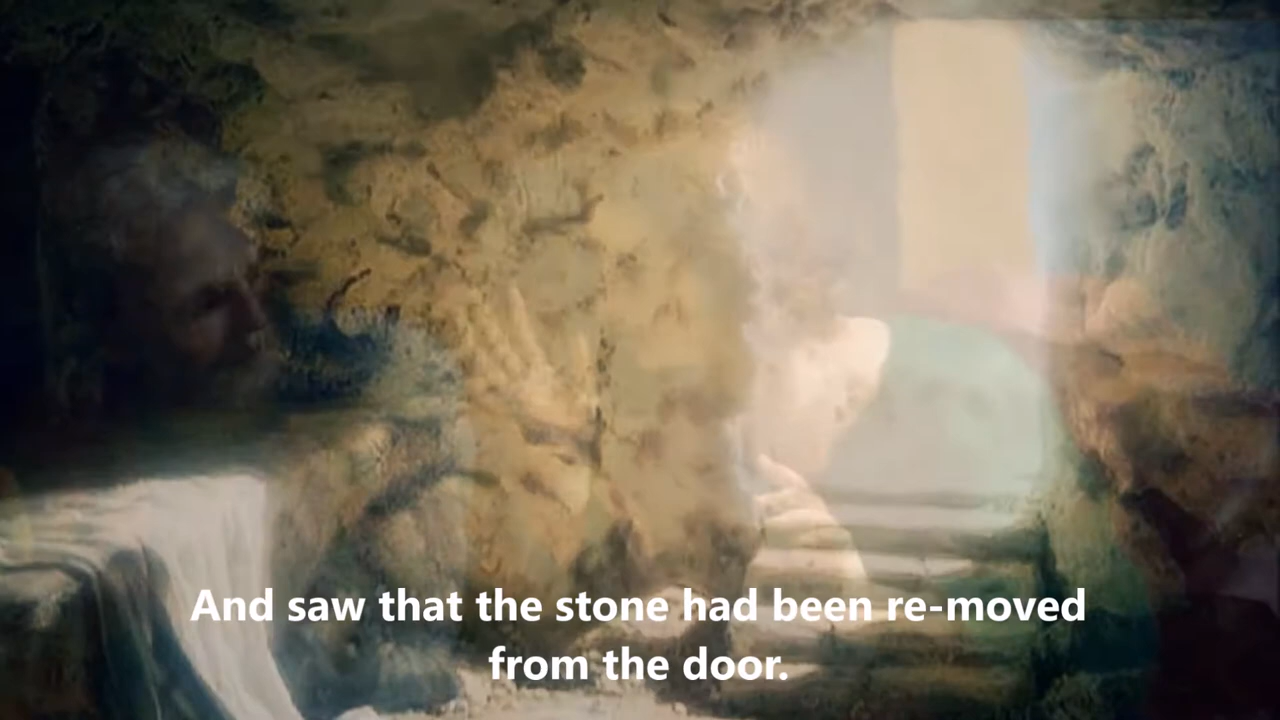 And saw that the stone had been re-moved
from the door.